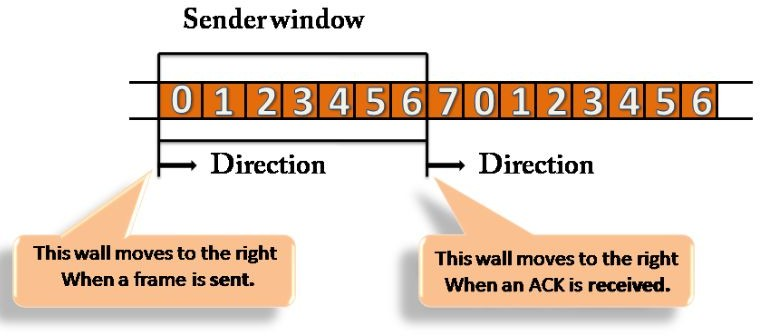 Sender window
0 1 2 3 4 5 6 7 0 1 2 3 4 5 6
Direction
Direction
This wall moves to the right
When a frame is sent.
This wall moves to the right
When an ACK is received.